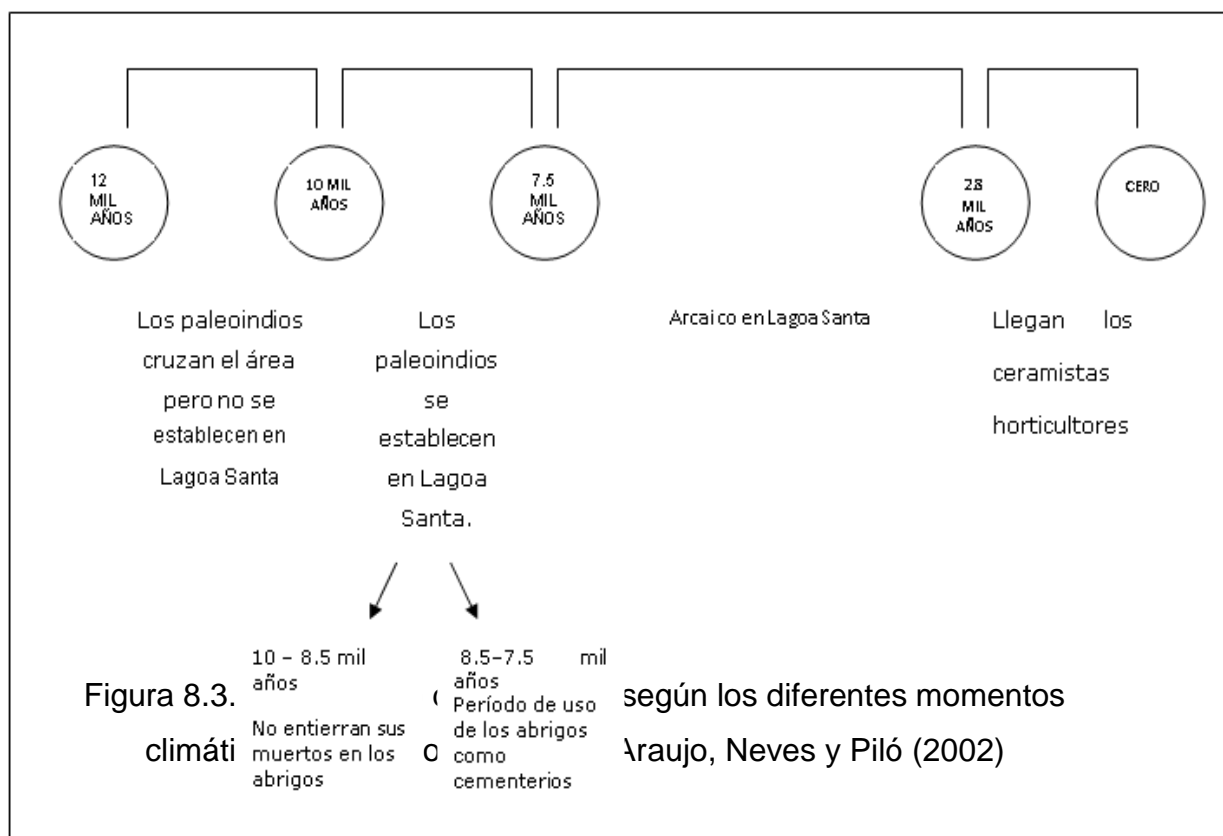 12
MIL
AÑOS
10 MIL
AÑOS
7.5
MIL
AÑOS
2.8
MIL
AÑOS
CERO
Los paleoindios
cruzan el área
pero no se
establecen en
Lagoa Santa
Los
paleoindios
se
establecen
en Lagoa
Santa.
Arcaico en Lagoa Santa
Llegan los
ceramistas
horticultores
10 – 8.5 mil
años
No entierran sus
muertos en los
abrigos
8.5–7.5 mil
años
Período de uso
de los abrigos
como
cementerios
Figura 8.3. según los diferentes momentos
climáti Araujo, Neves y Piló (2002)